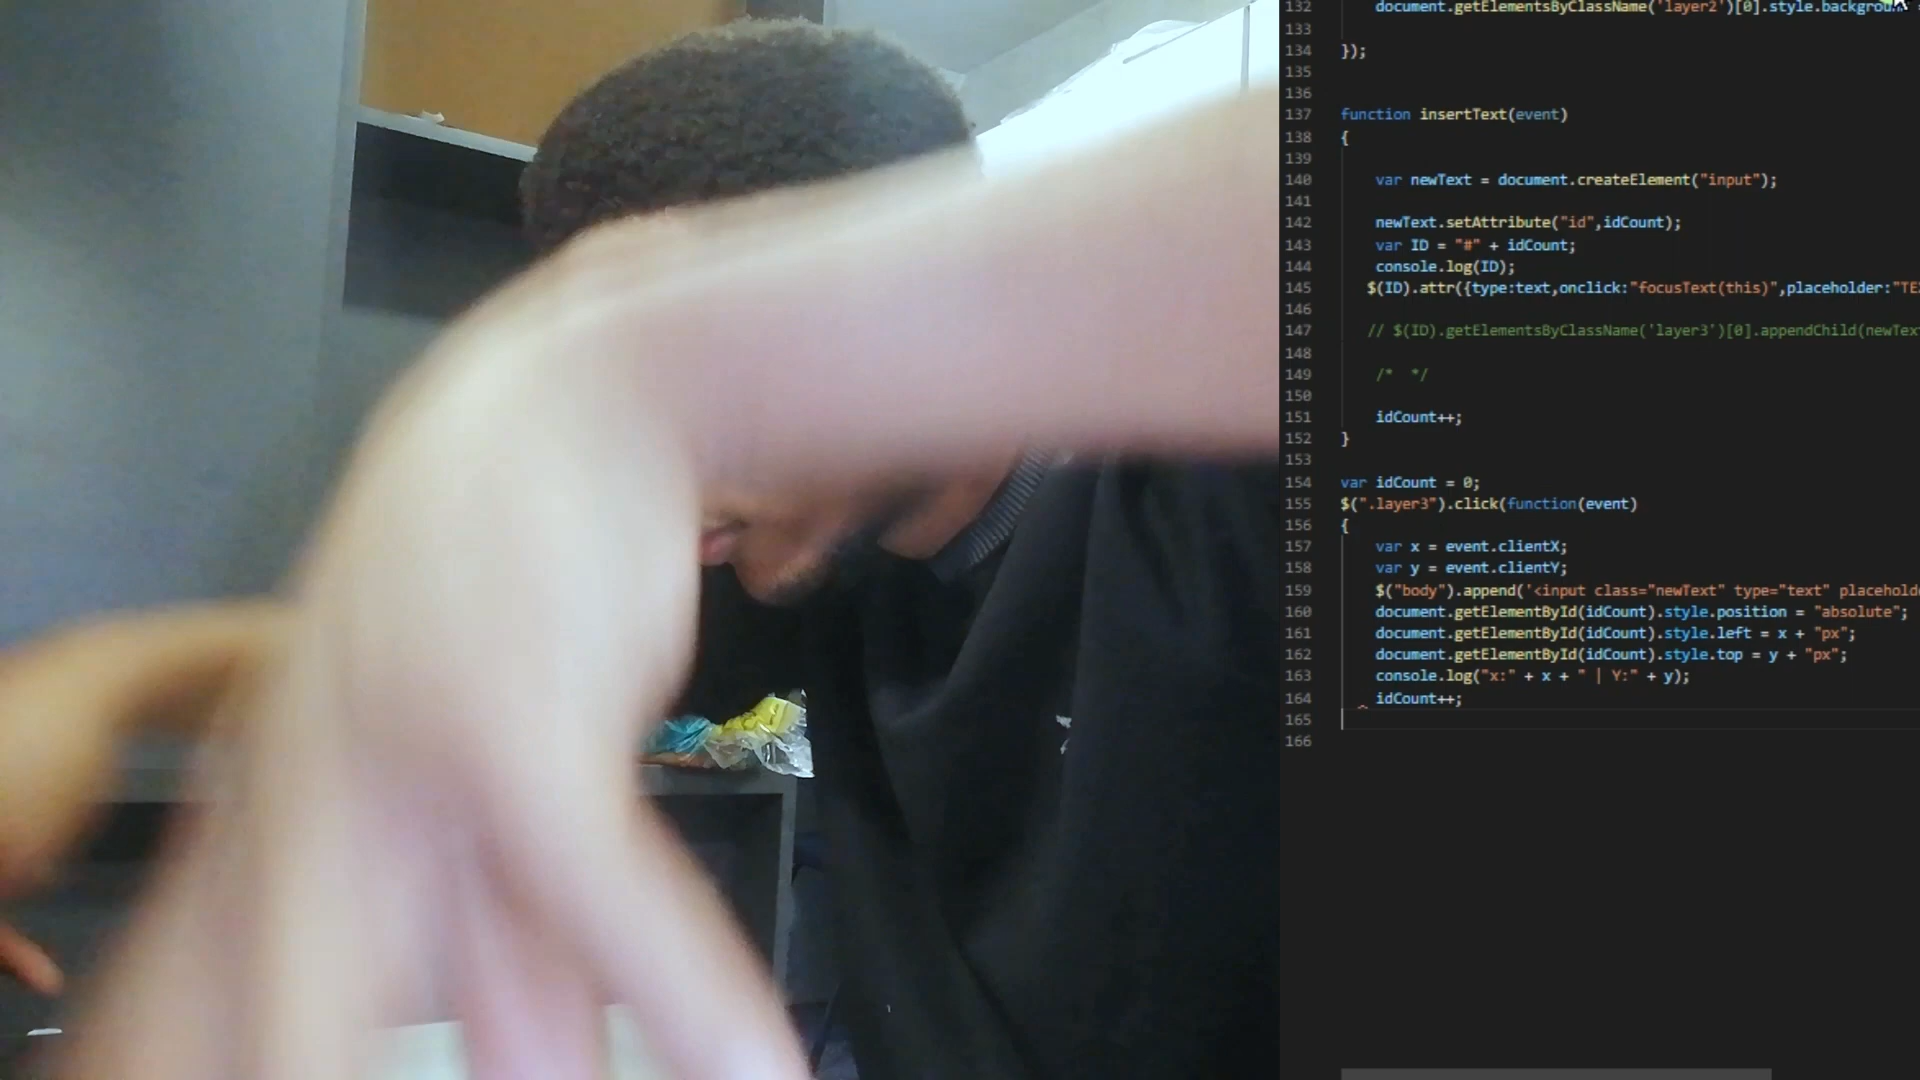 132 document.getElementsByClassName('layer2')[0].style.backgroun
133
134 });
135
136
137 function insertText(event)
138 {
139
140 var newText = document.createElement("input");
141
142 newText.setAttribute("id",idCount);
143 var ID = "#" + idCount;
144 console.log(ID);
145 $(ID).attr({type:text,onclick:"focusText(this)",placeholder:"TE
146
147 // $(ID).getElementsByClassName('layer3')[0].appendChild(newTex
148
149 /* */
150
151 idCount++;
152 }
153
154 var idCount = 0;
155 $(".layer3").click(function(event)
156 {
157 var x = event.clientX;
158 var y = event.clientY;
159 $("body").append('<input class="newText" type="text" placehold
160 document.getElementById(idCount).style.position = "absolute";
161 document.getElementById(idCount).style.left = x + "px";
162 document.getElementById(idCount).style.top = y + "px";
163 console.log("x:" + x + " | Y:" + y);
164 idCount++;
165
166